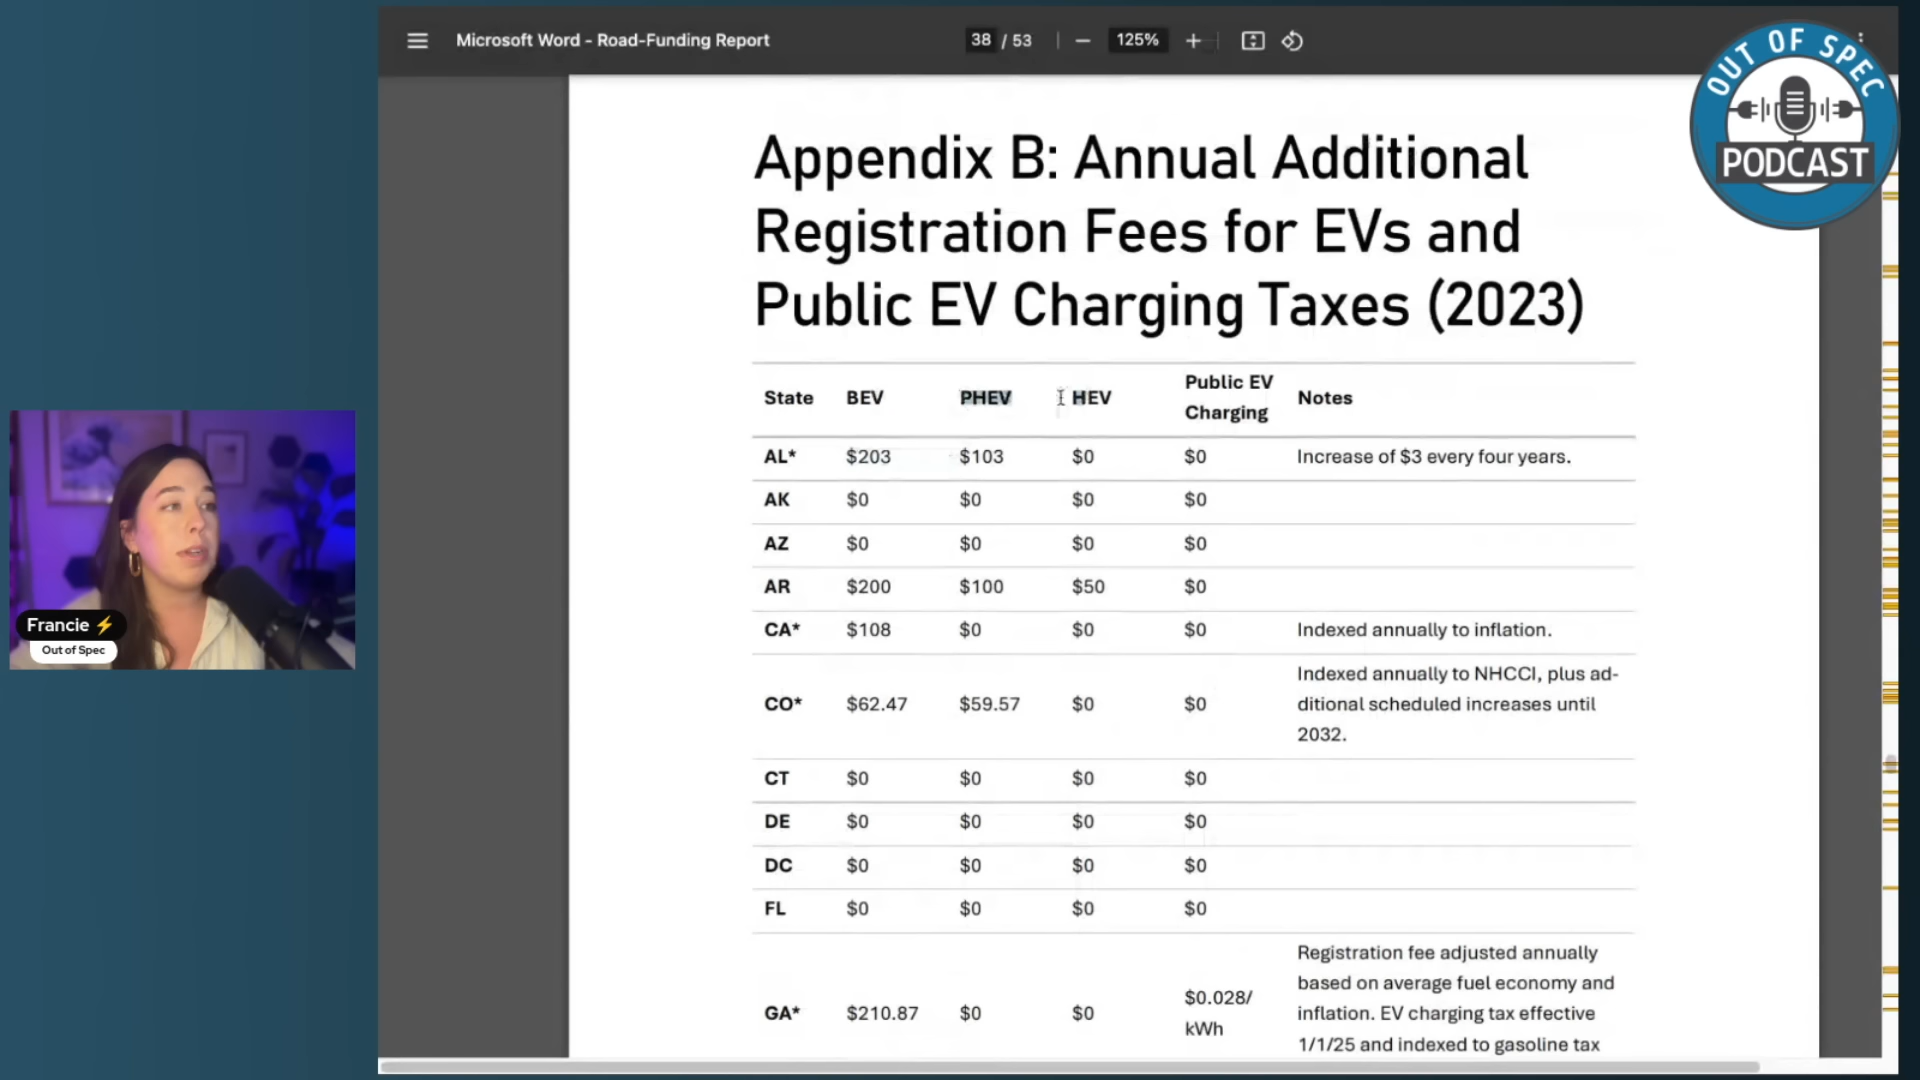 Microsoft Word - Road-Funding Report
38 / 53
125%
OUT OF SPEC
PODCAST
Appendix B: Annual Additional
Registration Fees for EVs and
Public EV Charging Taxes (2023)
State BEV PHEV HEV Public EV Charging Notes
AL* $203 $103 $0 $0 Increase of $3 every four years.
AK $0 $0 $0 $0
AZ $0 $0 $0 $0
AR $200 $100 $50 $0
CA* $108 $0 $0 $0 Indexed annually to inflation.
CO* $62.47 $59.57 $0 $0 Indexed annually to NHCCI, plus ad-
ditional scheduled increases until
2032.
CT $0 $0 $0 $0
DE $0 $0 $0 $0
DC $0 $0 $0 $0
FL $0 $0 $0 $0
GA* $210.87 $0 $0 $0.028/ kWh Registration fee adjusted annually
based on average fuel economy and
inflation. EV charging tax effective
1/1/25 and indexed to gasoline tax
Francie ⚡
Out of Spec